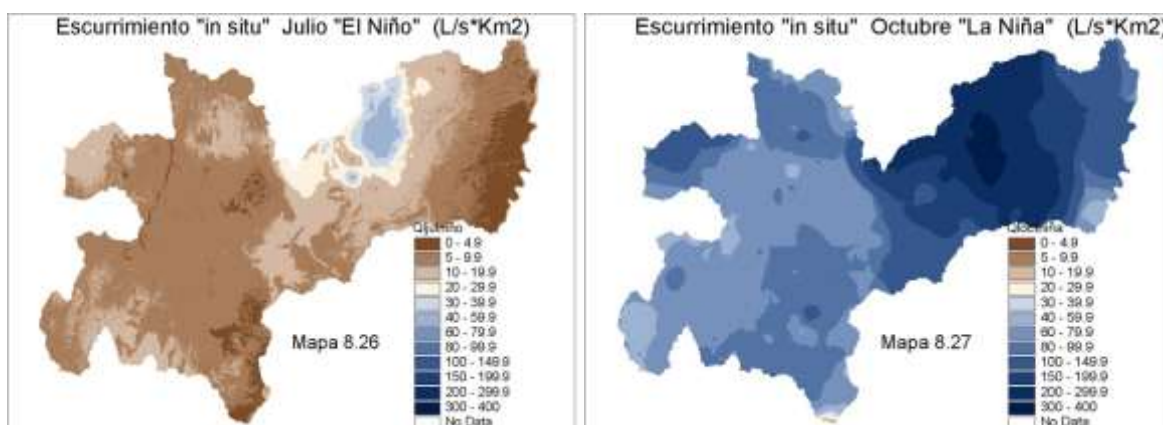 Escurrimiento "in situ" Julio "El Niño" (L/s*Km2)
0 - 4.9
5 - 9.9
10 - 19.9
20 - 29.9
30 - 39.9
40 - 59.9
60 - 79.9
80 - 99.9
100 - 149.9
150 - 199.9
200 - 299.9
300 - 400
No Data
Mapa 8.26
Escurrimiento "in situ" Octubre "La Niña" (L/s*Km2)
0 - 4.9
5 - 9.9
10 - 19.9
20 - 29.9
30 - 39.9
40 - 59.9
60 - 79.9
80 - 99.9
100 - 149.9
150 - 199.9
200 - 299.9
300 - 400
No Data
Mapa 8.27